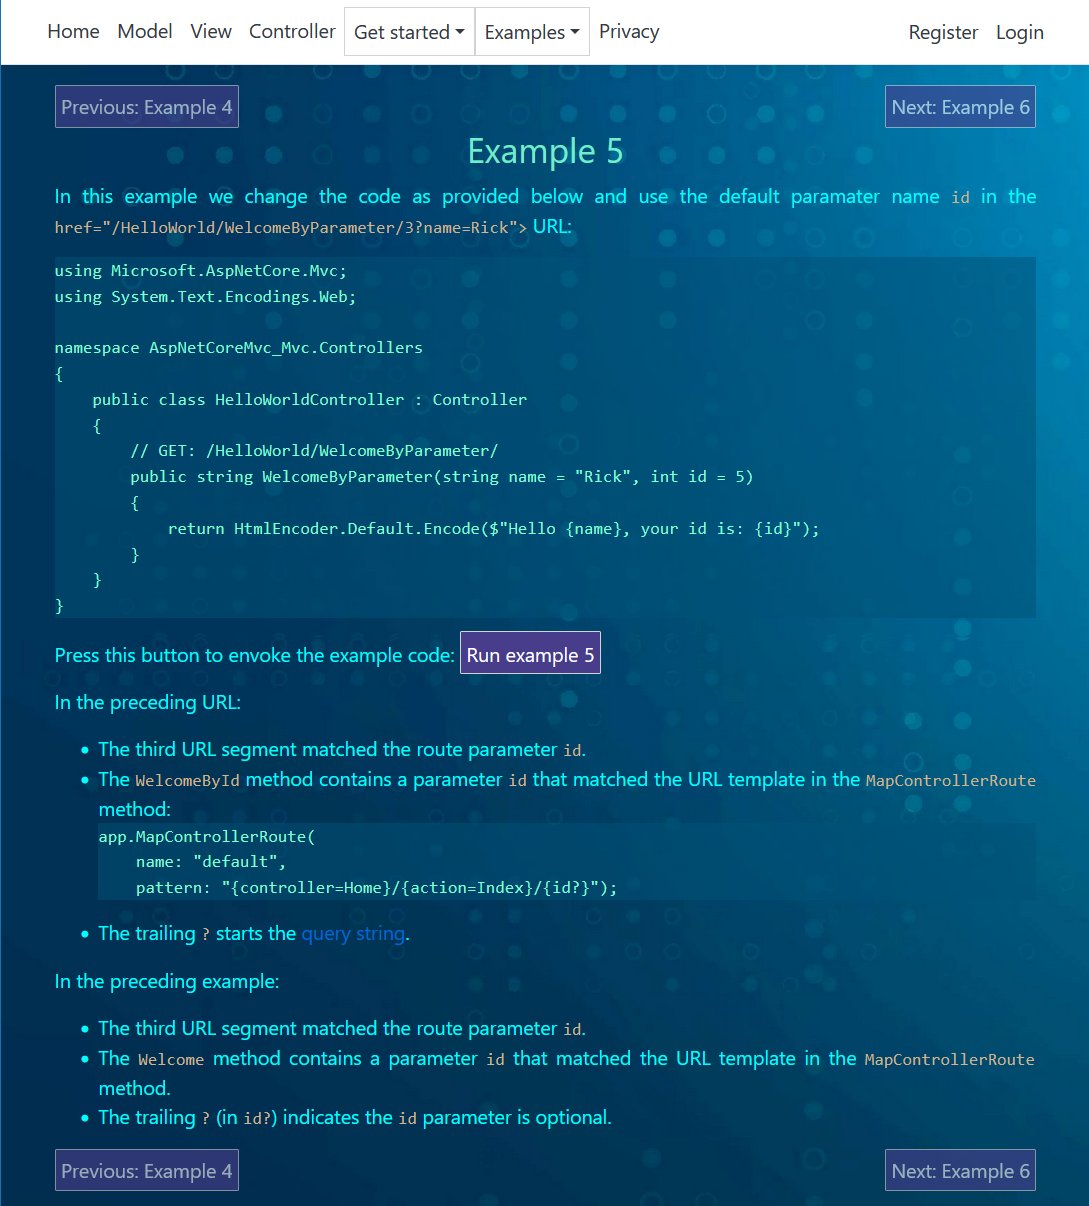 Home Model View Controller Get started Examples Privacy Register Login
Previous: Example 4 Next: Example 6
Example 5
In this example we change the code as provided below and use the default paramater name id in the
href="/HelloWorld/WelcomeByParameter/3?name=Rick"> URL:
using Microsoft.AspNetCore.Mvc;
using System.Text.Encodings.Web;
namespace AspNetCoreMvc_Mvc.Controllers
{
    public class HelloWorldController : Controller
    {
        // GET: /HelloWorld/WelcomeByParameter/
        public string WelcomeByParameter(string name = "Rick", int id = 5)
        {
            return HtmlEncoder.Default.Encode($"Hello {name}, your id is: {id}");
        }
    }
}
Press this button to envoke the example code: Run example 5
In the preceding URL:
• The third URL segment matched the route parameter id.
• The WelcomeById method contains a parameter id that matched the URL template in the MapControllerRoute
method:
app.MapControllerRoute(
    name: "default",
    pattern: "{controller=Home}/{action=Index}/{id?}");
• The trailing ? starts the query string.
In the preceding example:
• The third URL segment matched the route parameter id.
• The Welcome method contains a parameter id that matched the URL template in the MapControllerRoute
method.
• The trailing ? (in id?) indicates the id parameter is optional.
Previous: Example 4 Next: Example 6